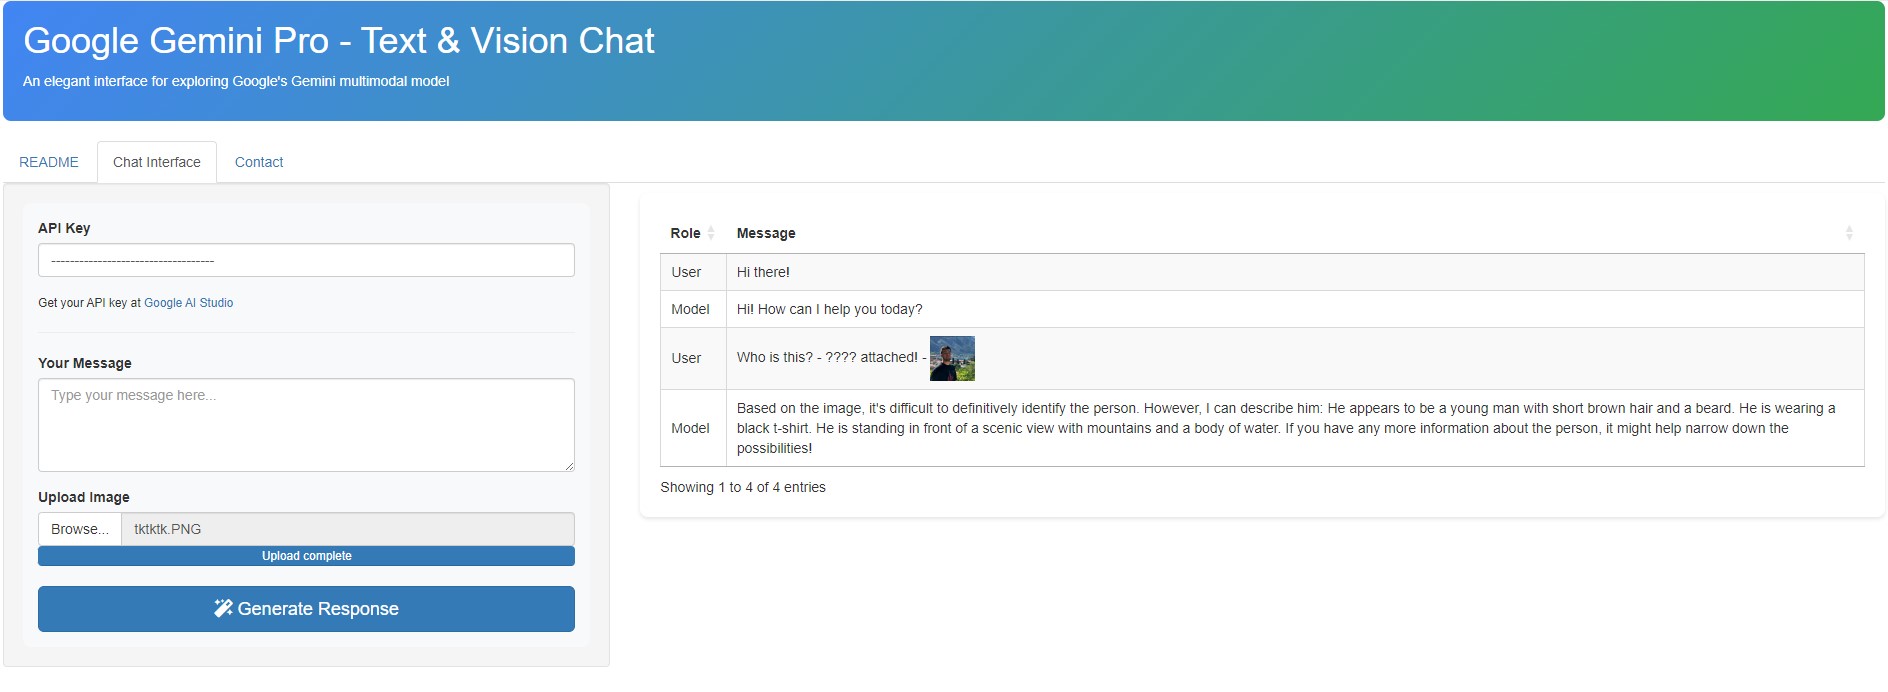 Google Gemini Pro - Text & Vision Chat
An elegant interface for exploring Google's Gemini multimodal model
README
Chat Interface
Contact
API Key
-----------------------------------
Get your API key at Google AI Studio
Your Message
Type your message here...
Upload Image
Browse... tktktk.PNG
Upload complete
Generate Response
Role Message
User Hi there!
Model Hi! How can I help you today?
User Who is this? - ???? attached! -
Model Based on the image, it's difficult to definitively identify the person. However, I can describe him: He appears to be a young man with short brown hair and a beard. He is wearing a
black t-shirt. He is standing in front of a scenic view with mountains and a body of water. If you have any more information about the person, it might help narrow down the
possibilities!
Showing 1 to 4 of 4 entries